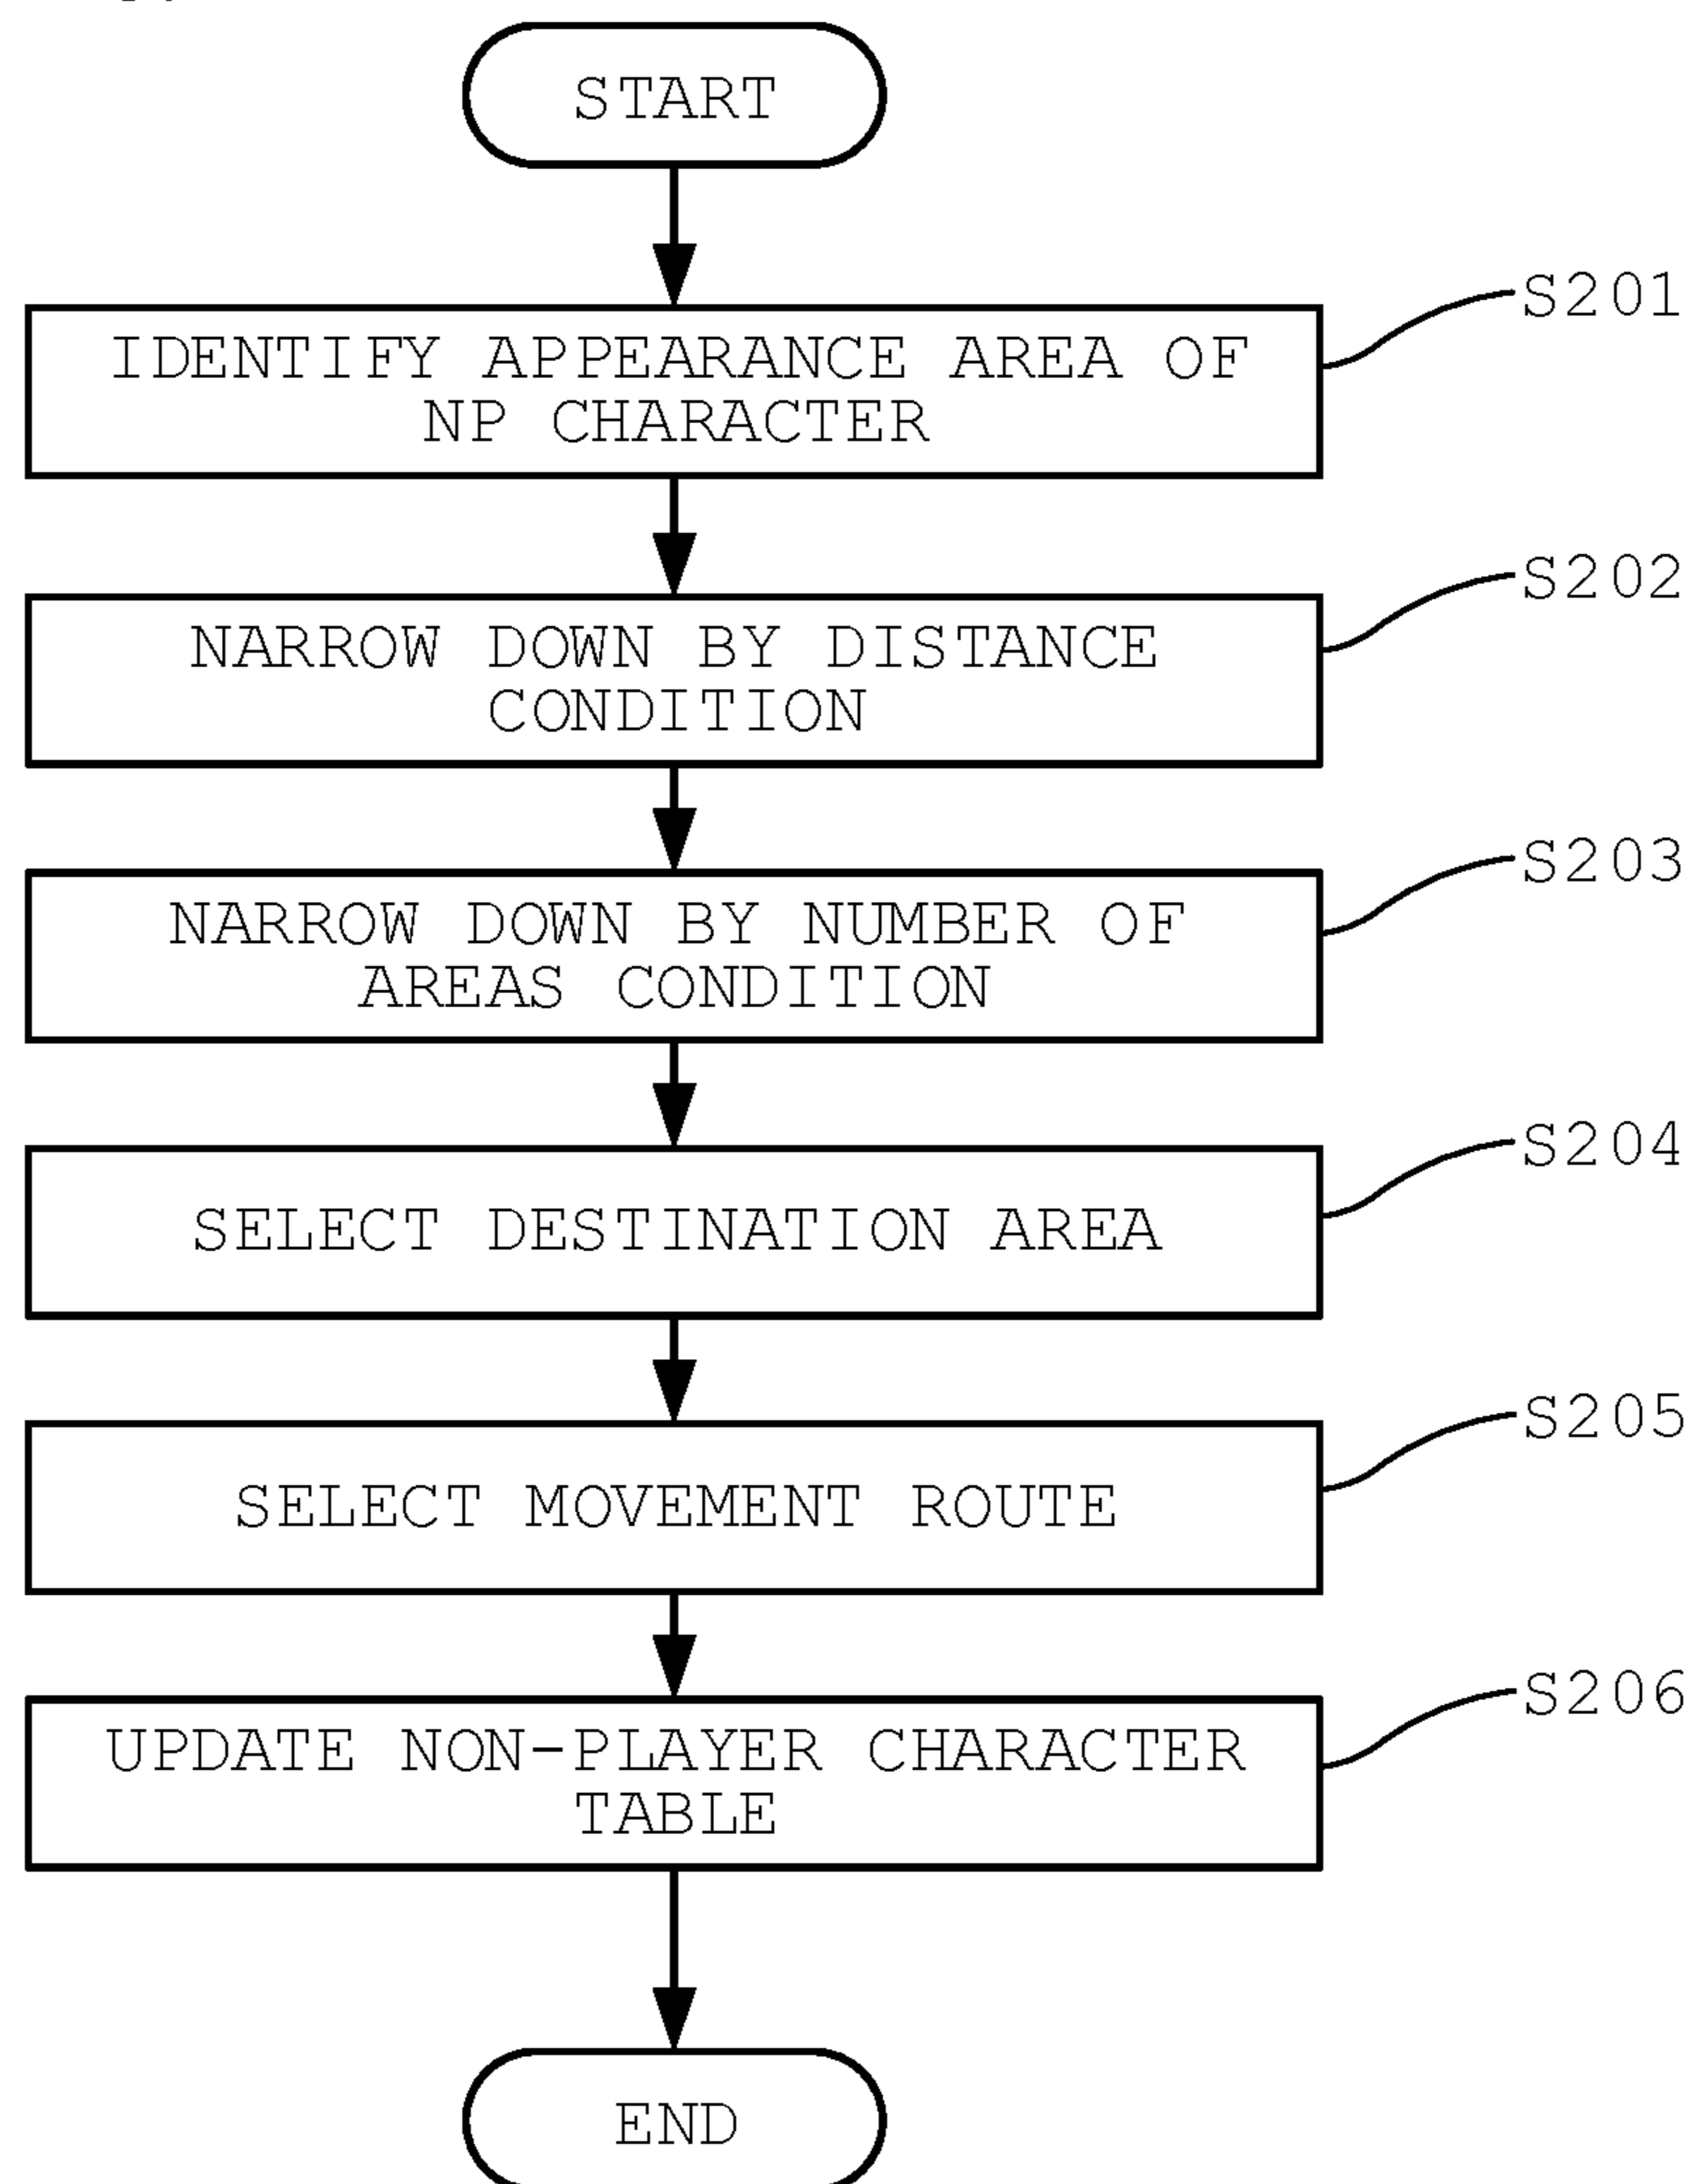 START
IDENTIFY APPEARANCE AREA OF
NP CHARACTER
S201
NARROW DOWN BY DISTANCE
CONDITION
S202
NARROW DOWN BY NUMBER OF
AREAS CONDITION
S203
SELECT DESTINATION AREA
S204
SELECT MOVEMENT ROUTE
S205
UPDATE NON-PLAYER CHARACTER
TABLE
S206
END